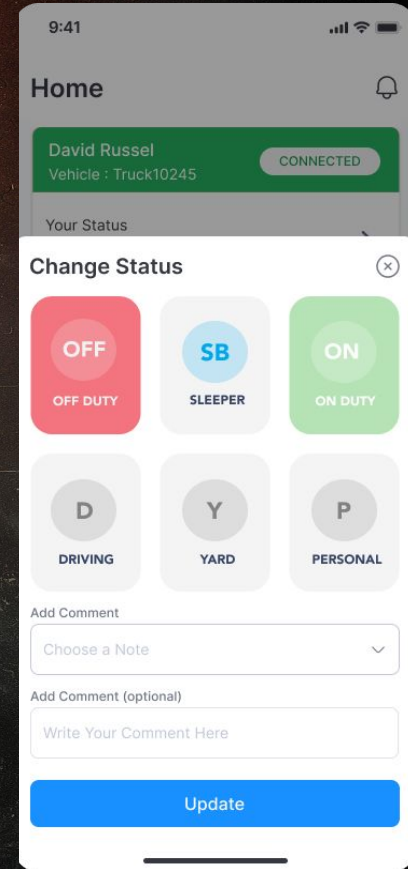 9:41
Home
David Russel
Vehicle : Truck10245
CONNECTED
Your Status
Change Status
OFF
OFF DUTY
SB
SLEEPER
ON
ON DUTY
D
DRIVING
Y
YARD
P
PERSONAL
Add Comment
Choose a Note
Add Comment (optional)
Write Your Comment Here
Update